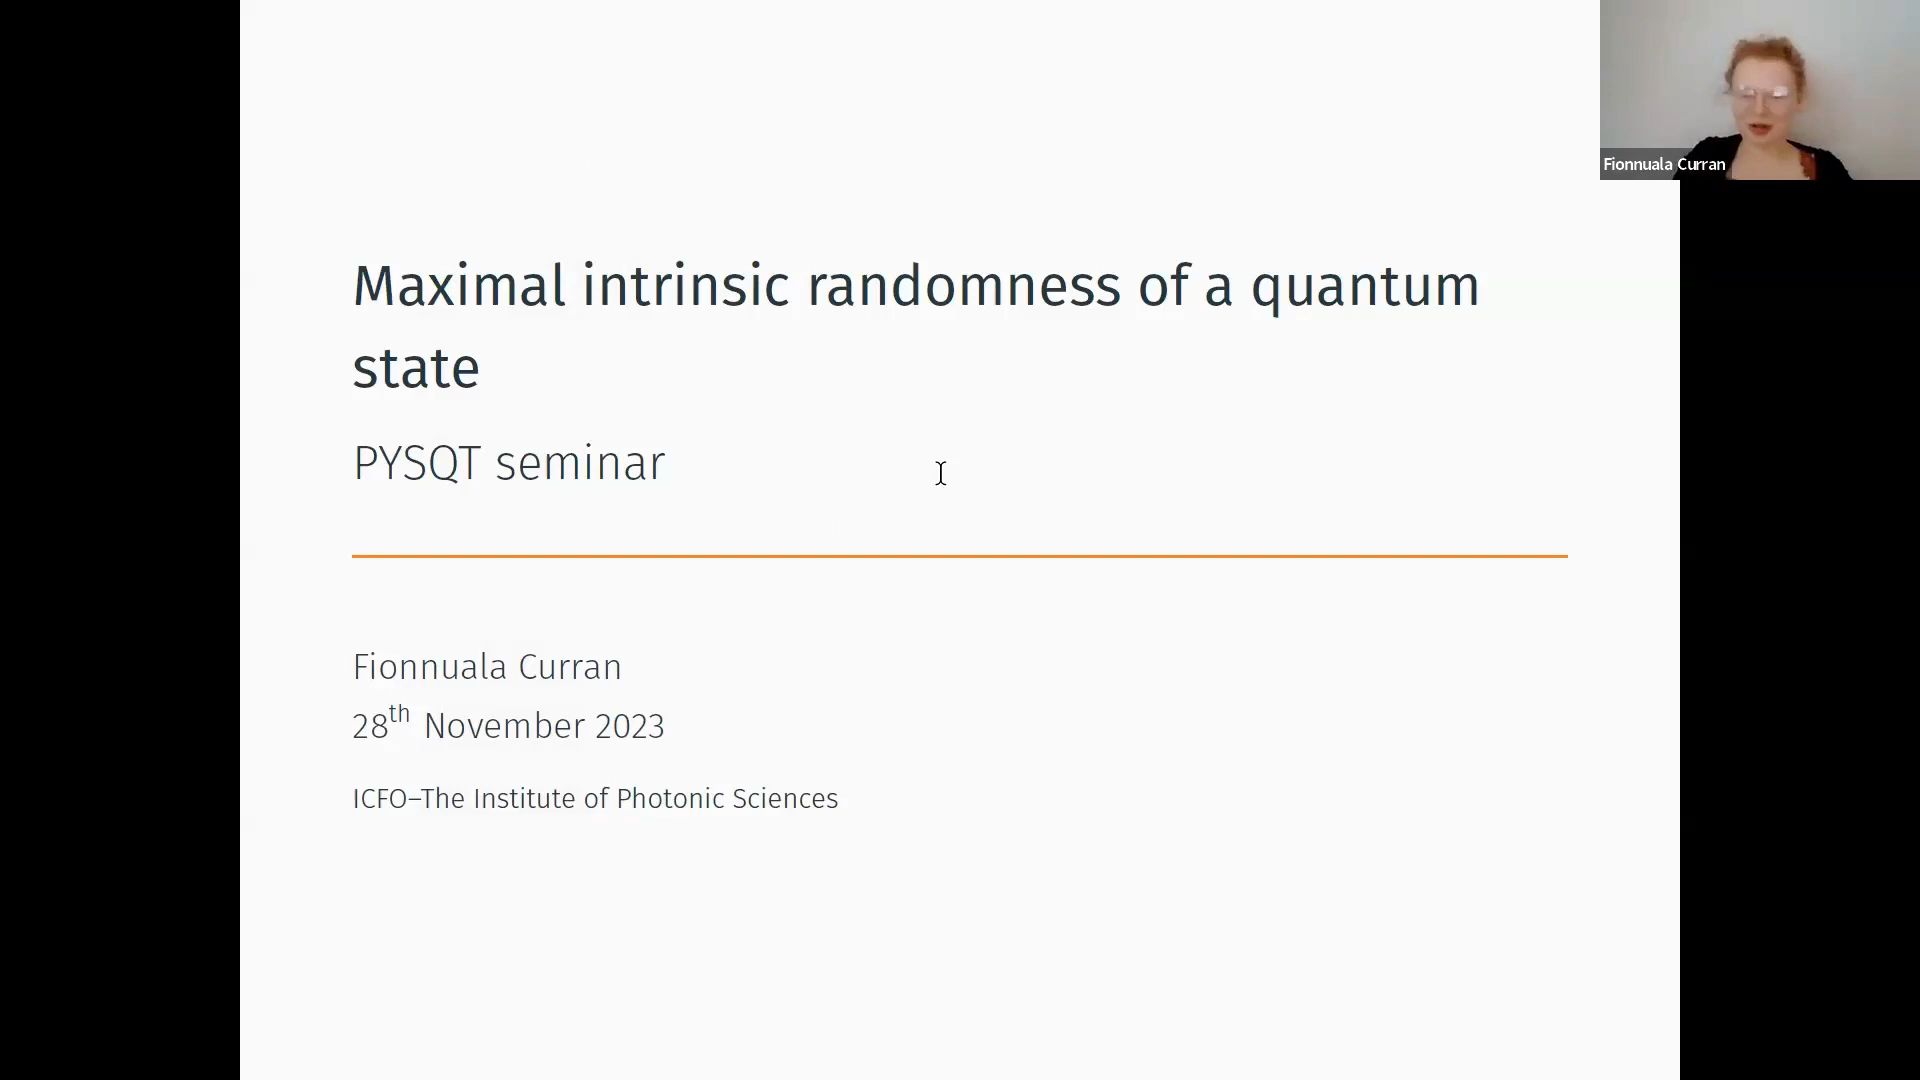 Maximal intrinsic randomness of a quantum
state
PYSQT seminar
Fionnuala Curran
28th November 2023
ICFO–The Institute of Photonic Sciences
Fionnuala Curran